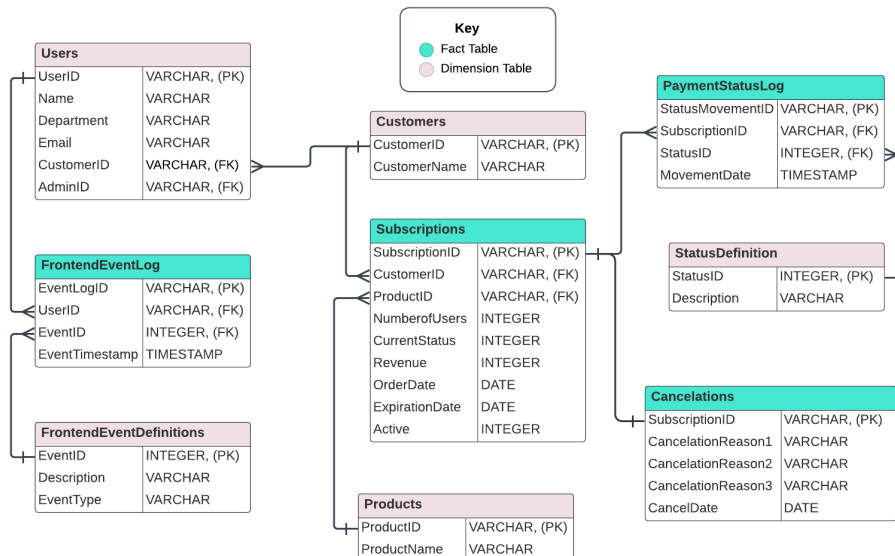 Key
Fact Table
Dimension Table
Users
UserID VARCHAR, (PK)
Name VARCHAR
Department VARCHAR
Email VARCHAR
CustomerID VARCHAR, (FK)
AdminID VARCHAR, (FK)
Customers
CustomerID VARCHAR, (PK)
CustomerName VARCHAR
PaymentStatusLog
StatusMovementID VARCHAR, (PK)
SubscriptionID VARCHAR, (FK)
StatusID INTEGER, (FK)
MovementDate TIMESTAMP
FrontendEventLog
EventLogID VARCHAR, (PK)
UserID VARCHAR, (FK)
EventID INTEGER, (FK)
EventTimestamp TIMESTAMP
Subscriptions
SubscriptionID VARCHAR, (PK)
CustomerID VARCHAR, (FK)
ProductID VARCHAR, (FK)
NumberofUsers INTEGER
CurrentStatus INTEGER
Revenue INTEGER
OrderDate DATE
ExpirationDate DATE
Active INTEGER
StatusDefinition
StatusID INTEGER, (PK)
Description VARCHAR
FrontendEventDefinitions
EventID INTEGER, (PK)
Description VARCHAR
EventType VARCHAR
Cancelations
SubscriptionID VARCHAR, (PK)
CancelationReason1 VARCHAR
CancelationReason2 VARCHAR
CancelationReason3 VARCHAR
CancelDate DATE
Products
ProductID VARCHAR, (PK)
ProductName VARCHAR